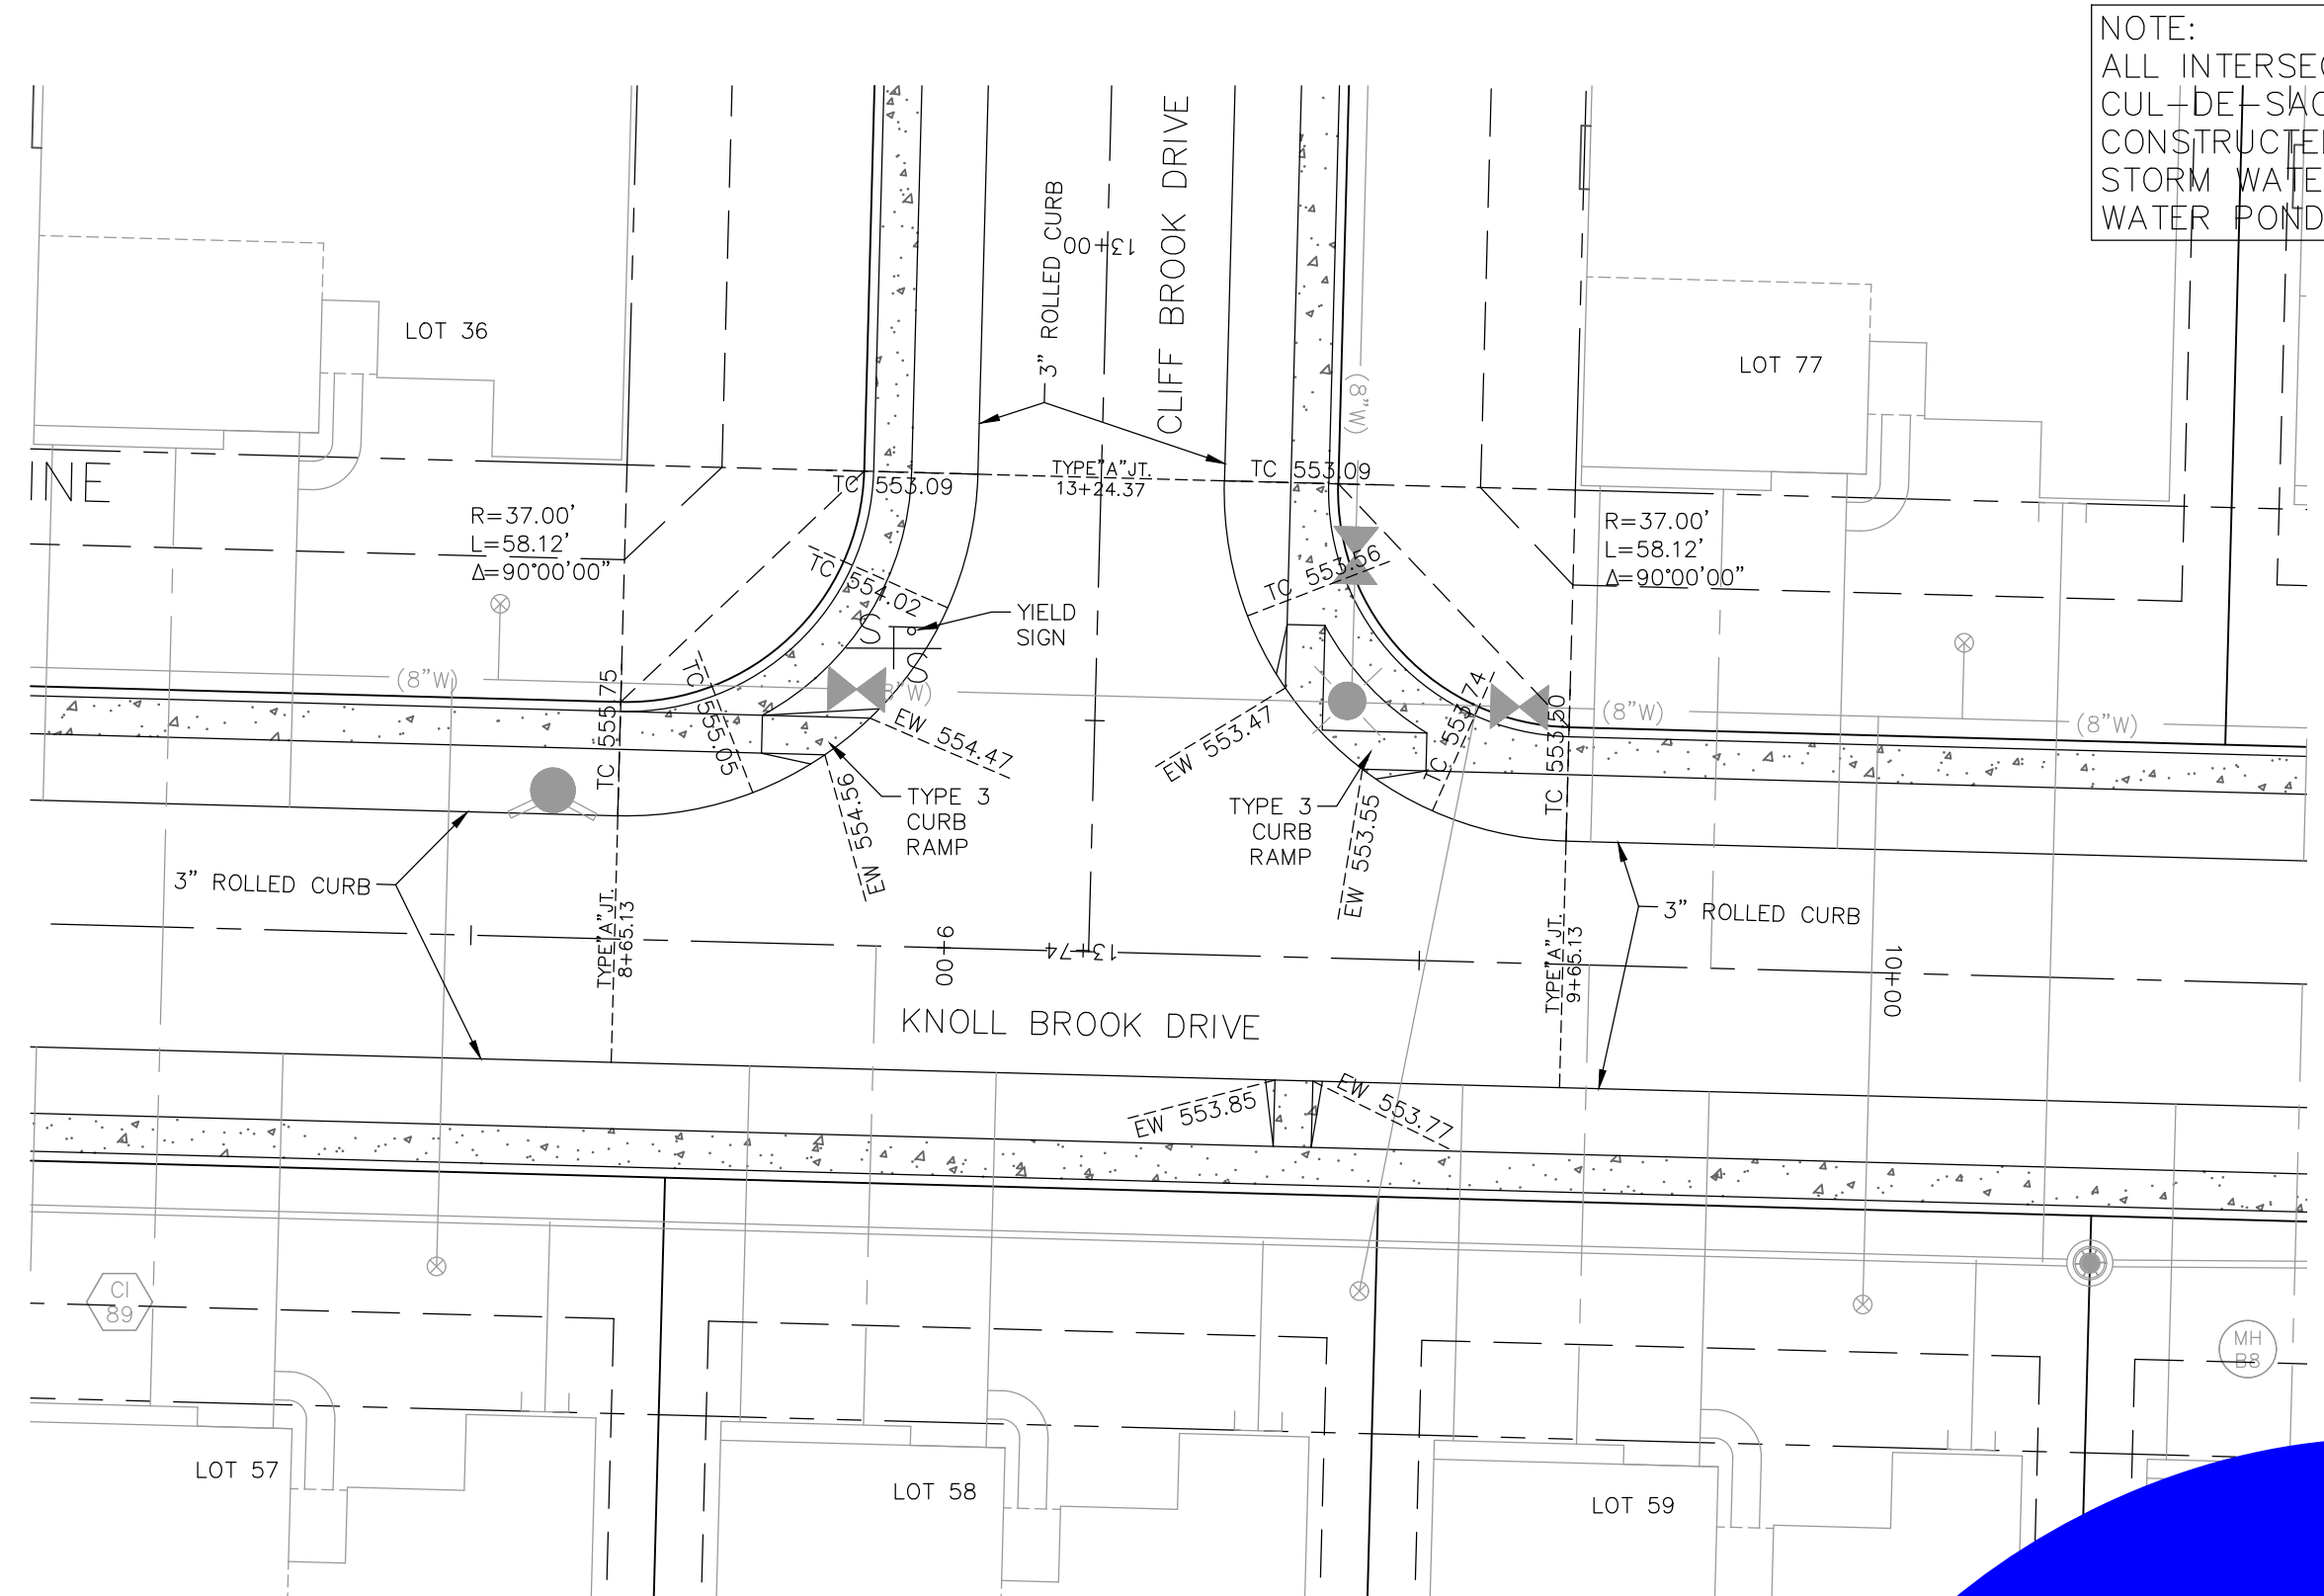 NOTE:
ALL INTERSE
CUL-DE-SAC
CONSTRUCTE
STORM WATE
WATER POND
CLIFF BROOK DRIVE
3" ROLLED CURB
13+00
LOT 36
LOT 77
(8"W)
INE
TYPE"A"JT.
13+24.37
TC 553.09
TC 553.09
R=37.00'
L=58.12'
Δ=90°00'00"
R=37.00'
L=58.12'
Δ=90°00'00"
TC 554.02
TC 553.56
S
S
YIELD
SIGN
(8"W)
TC 555.75
TC 555.05
8"W)
EW 554.47
EW 553.47
TC 553.74
TC 553.50
(8"W)
(8"W)
EW 554.56
TYPE 3
CURB
RAMP
TYPE 3
CURB
RAMP
EW 553.55
3" ROLLED CURB
3" ROLLED CURB
TYPE"A"JT.
8+65.13
9+00
13+74
TYPE"A"JT.
9+65.13
10+00
KNOLL BROOK DRIVE
EW 553.85
EW 553.77
CI
89
MH
B8
LOT 57
LOT 58
LOT 59